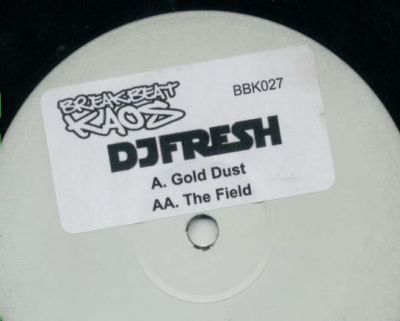 BREAKBEAT
KAOS
BBK027
DJ FRESH
A. Gold Dust
AA. The Field